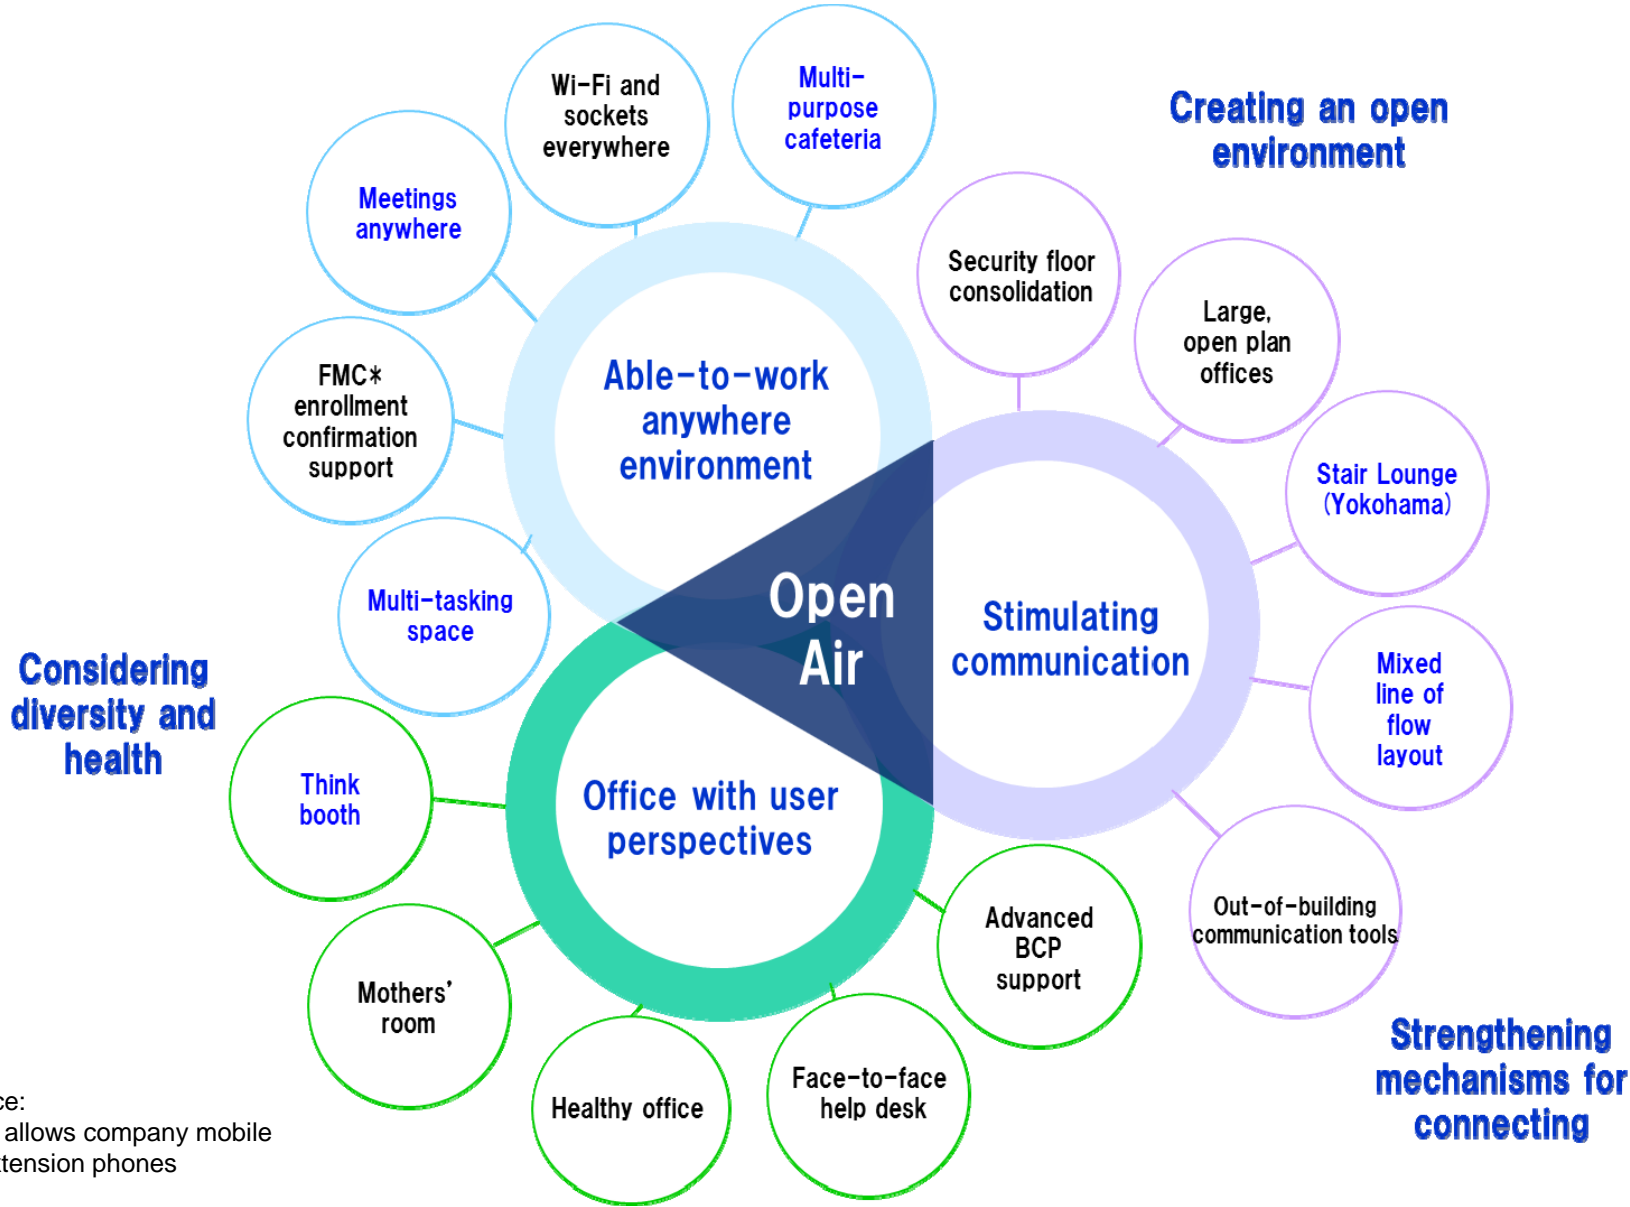 Multi-
purpose
cafeteria
Wi-Fi and
sockets
everywhere
Creating an open
environment
Meetings
anywhere
Security floor
consolidation
Large,
open plan
offices
FMC*
enrollment
confirmation
support
Able-to-work
anywhere
environment
Stair Lounge
(Yokohama)
Multi-tasking
space
Open
Air
Stimulating
communication
Considering
diversity and
health
Mixed
line of
flow
layout
Think
booth
Office with user
perspectives
Advanced
BCP
support
Out-of-building
communication tools
Mothers'
room
Healthy office
Face-to-face
help desk
Strengthening
mechanisms for
connecting
allows company mobile
phones